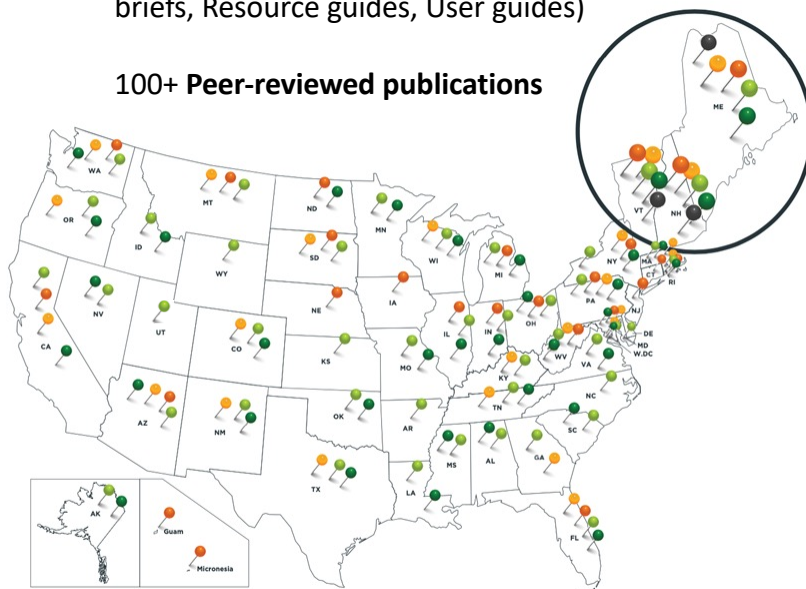 briefs, Resource guides, User guides)
100+ Peer-reviewed publications
ME
VT
NH
WA
MT
ND
MN
OR
ID
SD
WI
MI
NY
MA
CT
RI
WY
NE
IA
PA
NJ
NV
UT
CO
KS
MO
IL
IN
OH
WV
VA
DE
MD
W.DC
CA
KY
NC
TN
AZ
NM
OK
AR
SC
MS
AL
GA
TX
LA
FL
AK
Guam
Micronesia